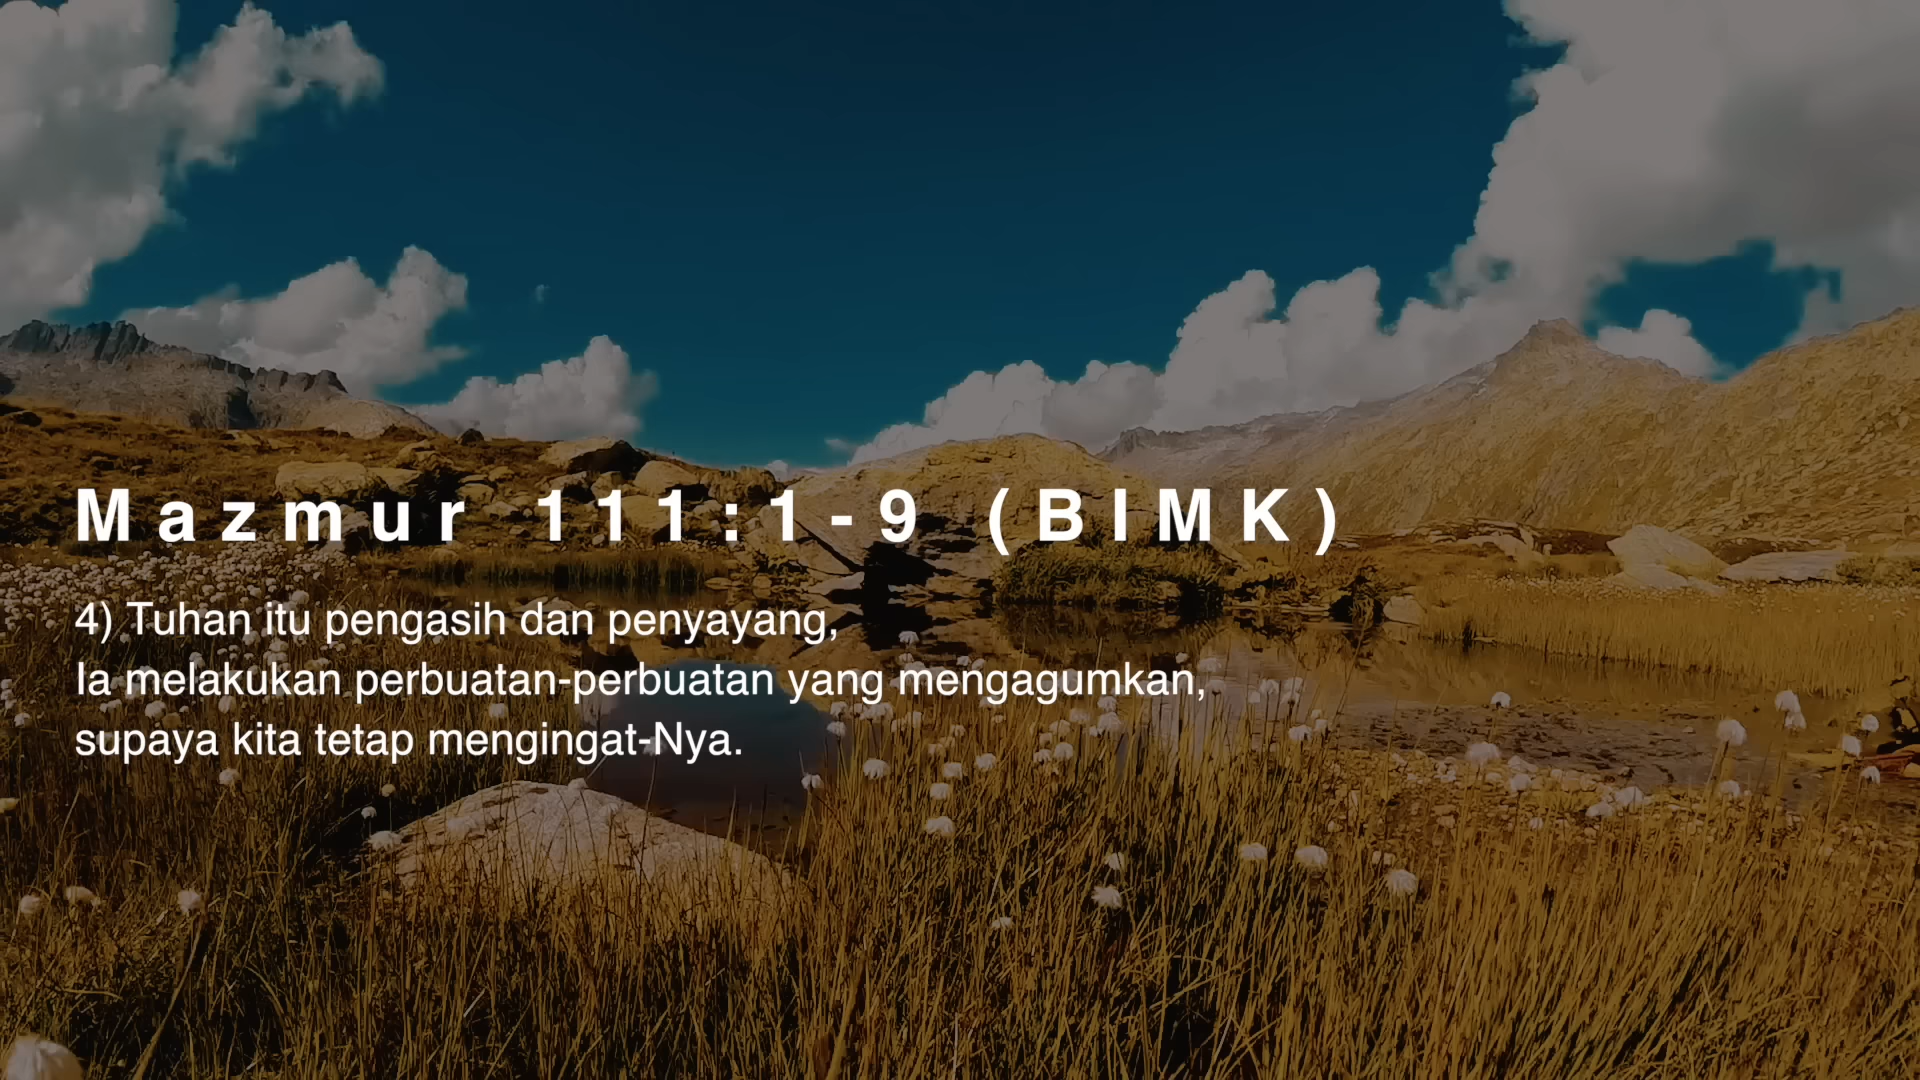 Mazmur 111:1-9 (BIMK)
4) Tuhan itu pengasih dan penyayang,
Ia melakukan perbuatan-perbuatan yang mengagumkan,
supaya kita tetap mengingat-Nya.